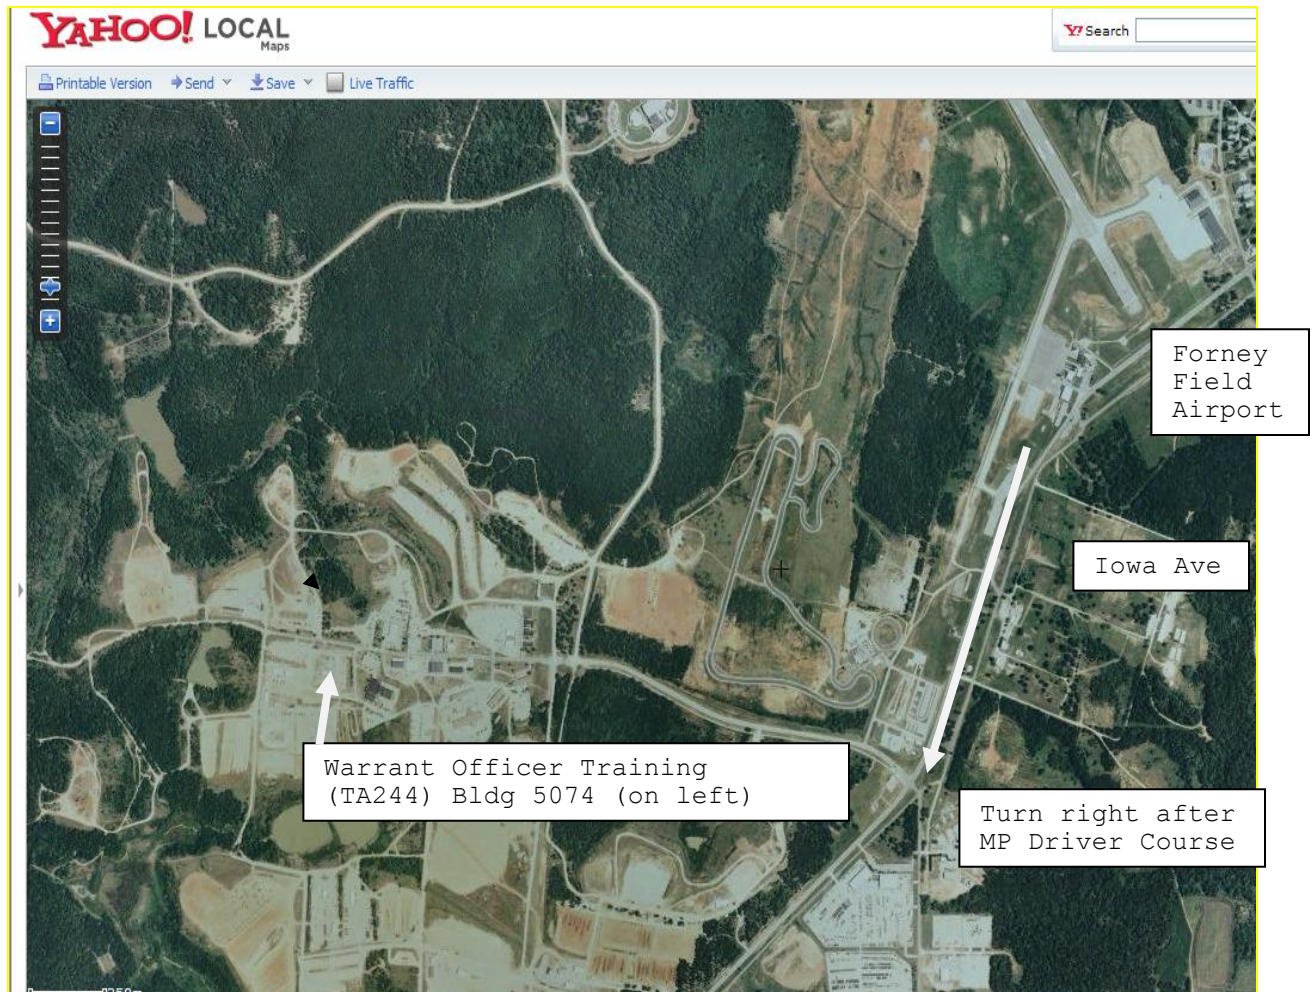 YAHOO! LOCAL
Maps
Y! Search
Printable Version Send Save Live Traffic
Forney
Field
Airport
Iowa Ave
Warrant Officer Training
(TA244) Bldg 5074 (on left)
Turn right after
MP Driver Course